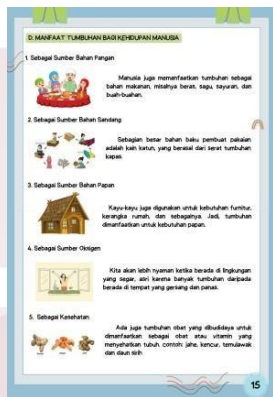 D. MANFAAT TUMBUHAN BAGI KEHIDUPAN MANUSIA
1. Sebagai Sumber Bahan Pangan
Manusia juga memanfaatkan tumbuhan sebagai
bahan makanan, misalnya beras, sagu, sayuran, dan
buah-buahan.
2. Sebagai Sumber Bahan Sandang
Sebagian besar bahan baku pembuat pakaian
adalah kain katun, yang berasal dari serat tumbuhan
kapas.
3. Sebagai Sumber Bahan Papan
Kayu-kayu juga digunakan untuk kebutuhan furnitur,
kerangka rumah, dan sebagainya. Jadi, tumbuhan
dimanfaatkan untuk kebutuhan papan.
4. Sebagai Sumber Oksigen
Kita akan lebih nyaman ketika berada di lingkungan
yang segar, asri karena banyak tumbuhan daripada
berada di tempat yang gersang dan panas.
5. Sebagai Kesehatan
Ada juga tumbuhan obat yang dibudidaya untuk
dimanfaatkan sebagai obat atau vitamin yang
menyehatkan tubuh. contoh: jahe, kencur, temulawak
dan daun sirih
15